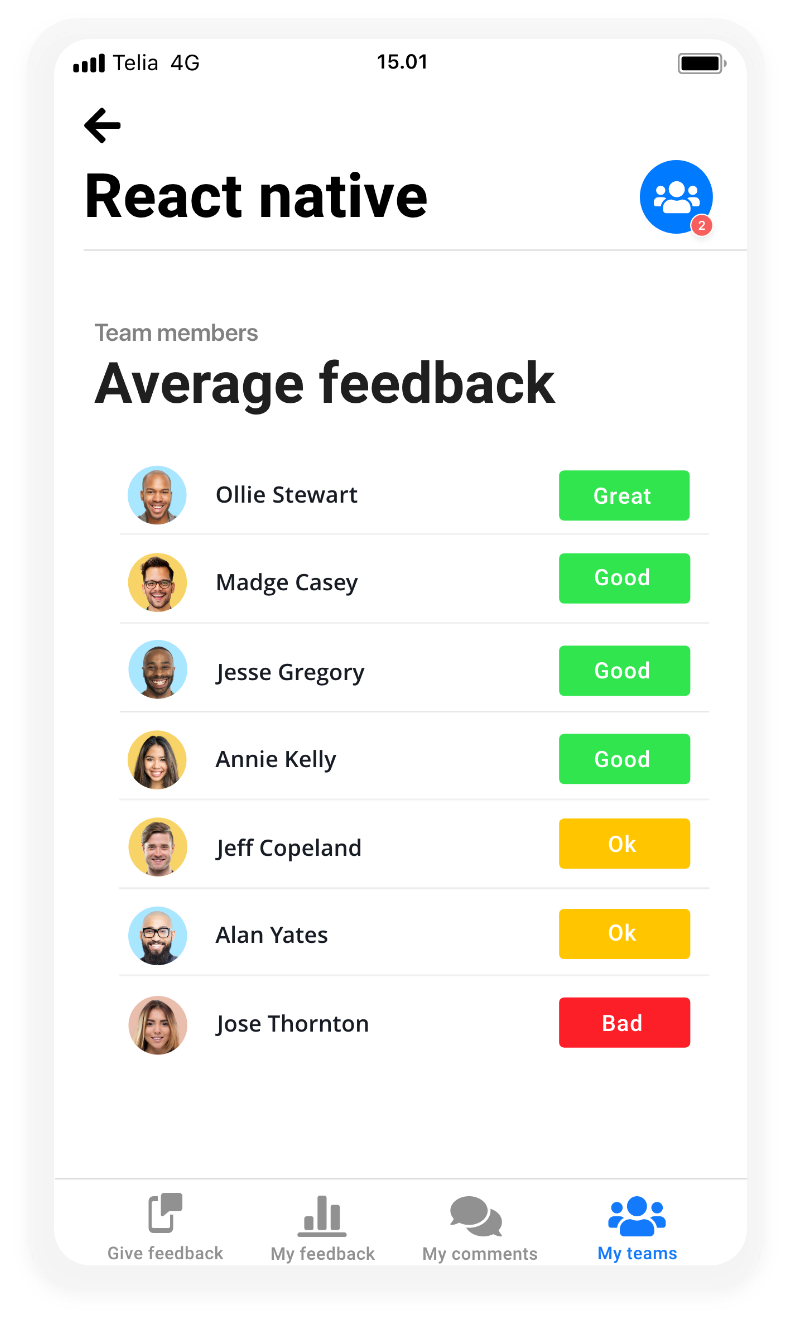 Telia 4G 15.01
React native
2
Team members
Average feedback
Ollie Stewart Great
Madge Casey Good
Jesse Gregory Good
Annie Kelly Good
Jeff Copeland Ok
Alan Yates Ok
Jose Thornton Bad
Give feedback My feedback My comments My teams